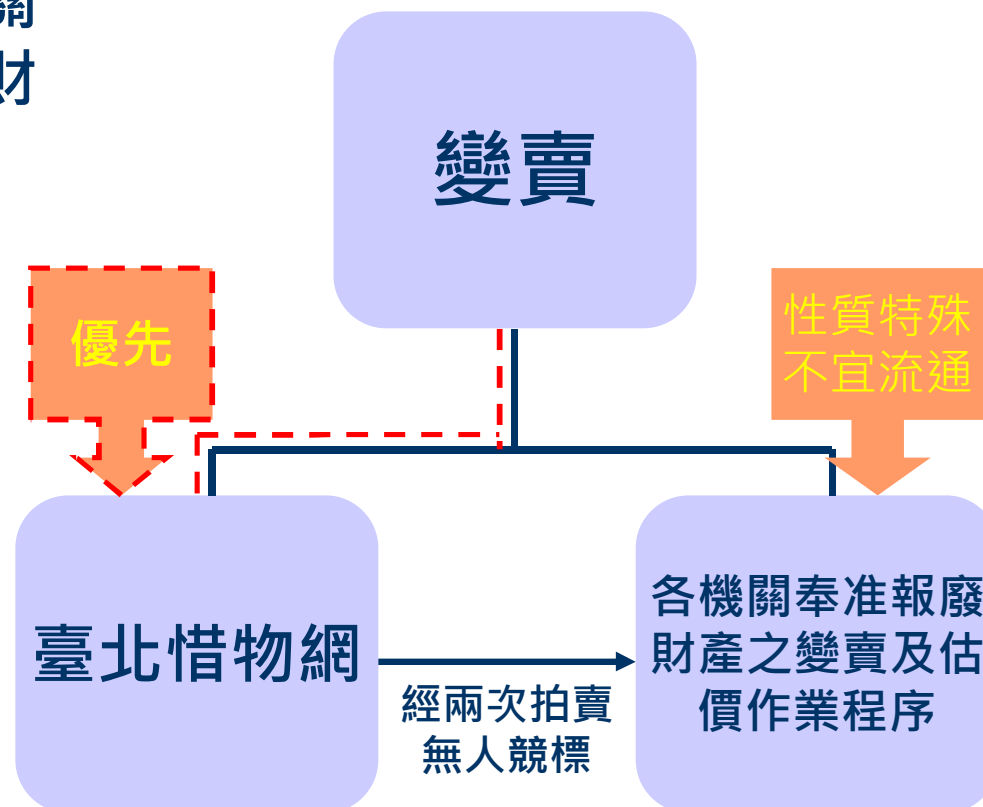 關
財
變賣
優先
性質特殊
不宜流通
臺北惜物網
經兩次拍賣
無人競標
各機關奉准報廢
財產之變賣及估
價作業程序